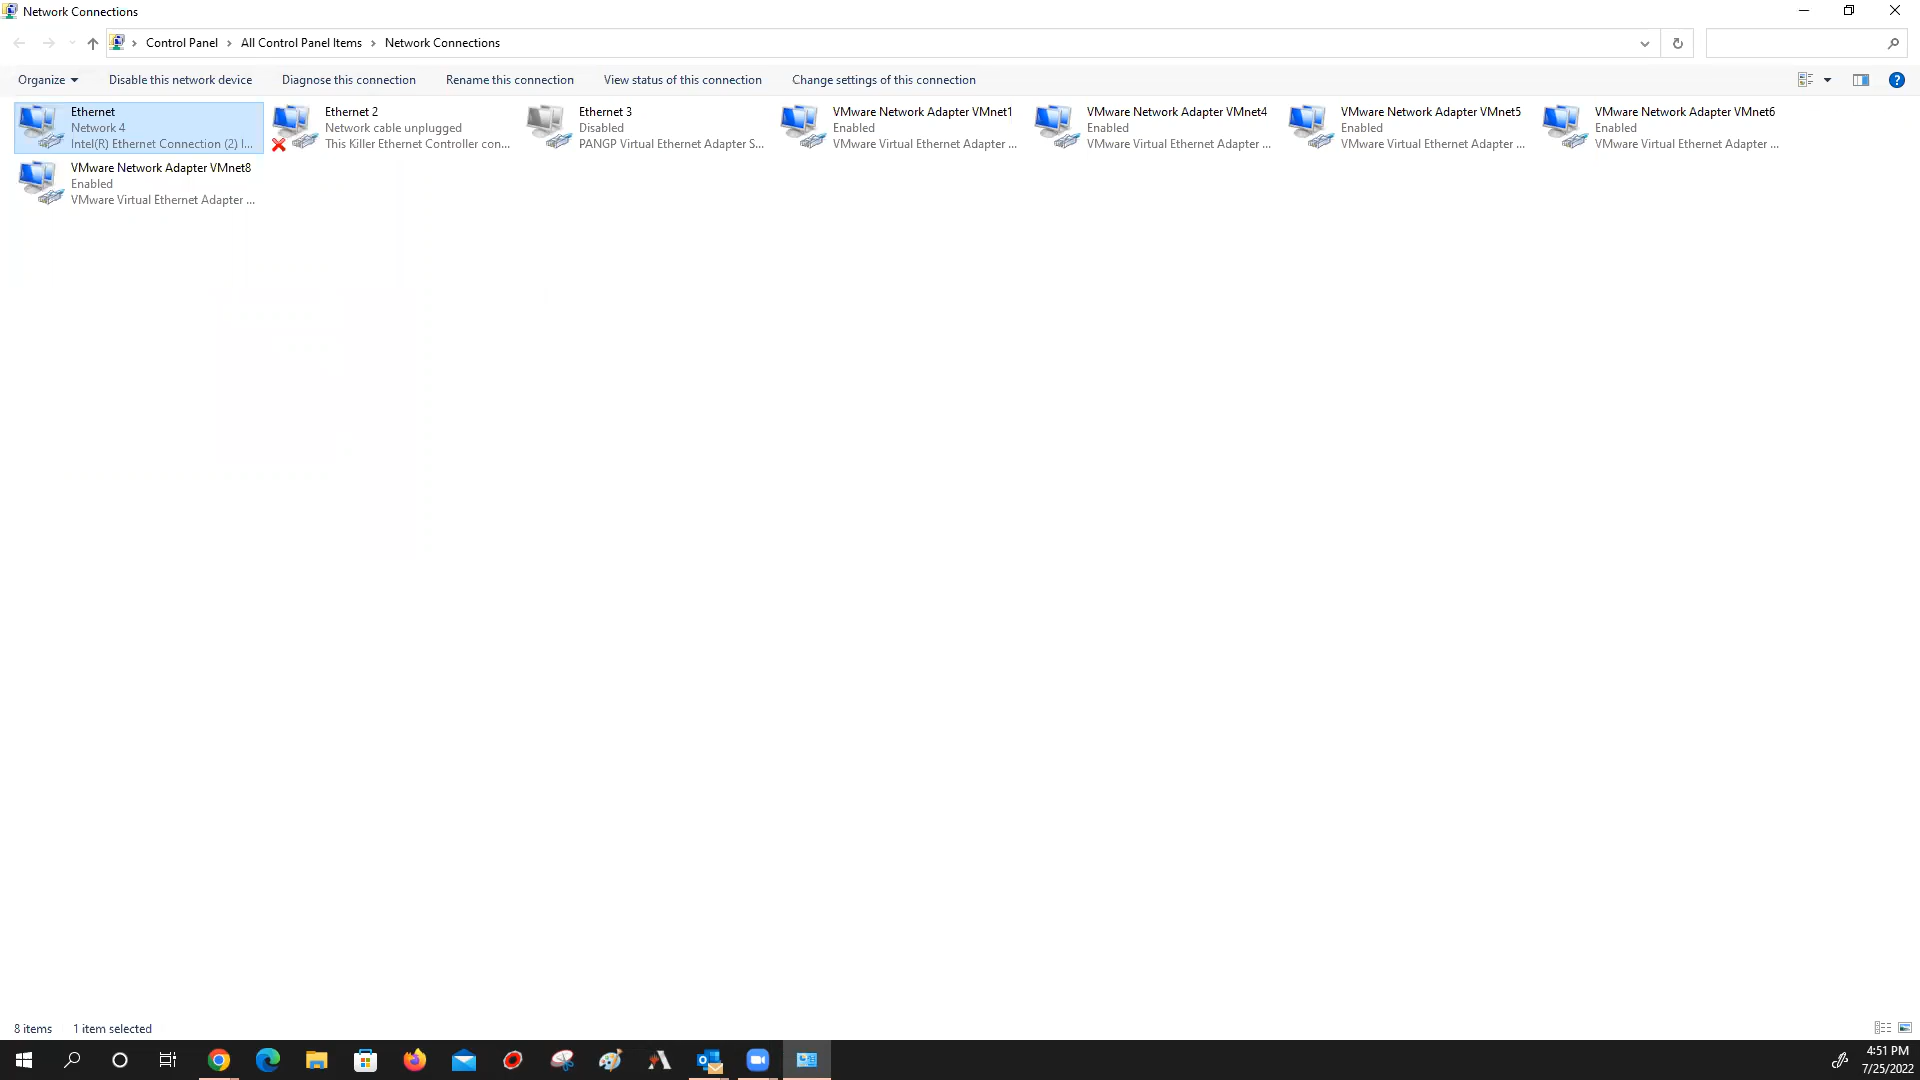 Network Connections
Control Panel > All Control Panel Items > Network Connections
Organize Disable this network device Diagnose this connection Rename this connection View status of this connection Change settings of this connection
Ethernet
Network 4
Intel(R) Ethernet Connection (2) I...
Ethernet 2
Network cable unplugged
This Killer Ethernet Controller con...
Ethernet 3
Disabled
PANGP Virtual Ethernet Adapter S...
VMware Network Adapter VMnet1
Enabled
VMware Virtual Ethernet Adapter ...
VMware Network Adapter VMnet4
Enabled
VMware Virtual Ethernet Adapter ...
VMware Network Adapter VMnet5
Enabled
VMware Virtual Ethernet Adapter ...
VMware Network Adapter VMnet6
Enabled
VMware Virtual Ethernet Adapter ...
VMware Network Adapter VMnet8
Enabled
VMware Virtual Ethernet Adapter ...
8 items 1 item selected
4:51 PM
7/25/2022